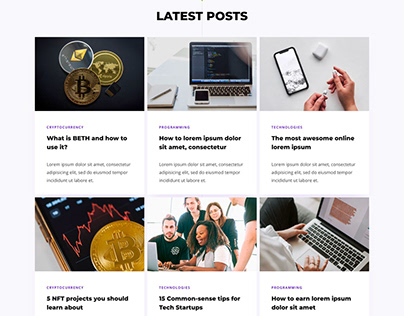 LATEST POSTS
CRYPTOCURRENCY
What is BETH and how to
use it?
Lorem ipsum dolor sit amet, consectetur
adipiscing elit, sed do eiusmod tempor
incididunt ut labore et.
PROGRAMMING
How to lorem ipsum dolor
sit amet, consectetur
Lorem ipsum dolor sit amet, consectetur
adipiscing elit, sed do eiusmod tempor
incididunt ut labore et.
TECHNOLOGIES
The most awesome online
lorem ipsum
Lorem ipsum dolor sit amet, consectetur
adipiscing elit, sed do eiusmod tempor
incididunt ut labore et.
CRYPTOCURRENCY
5 NFT projects you should
learn about
TECHNOLOGIES
15 Common-sense tips for
Tech Startups
PROGRAMMING
How to earn lorem ipsum
dolor sit amet